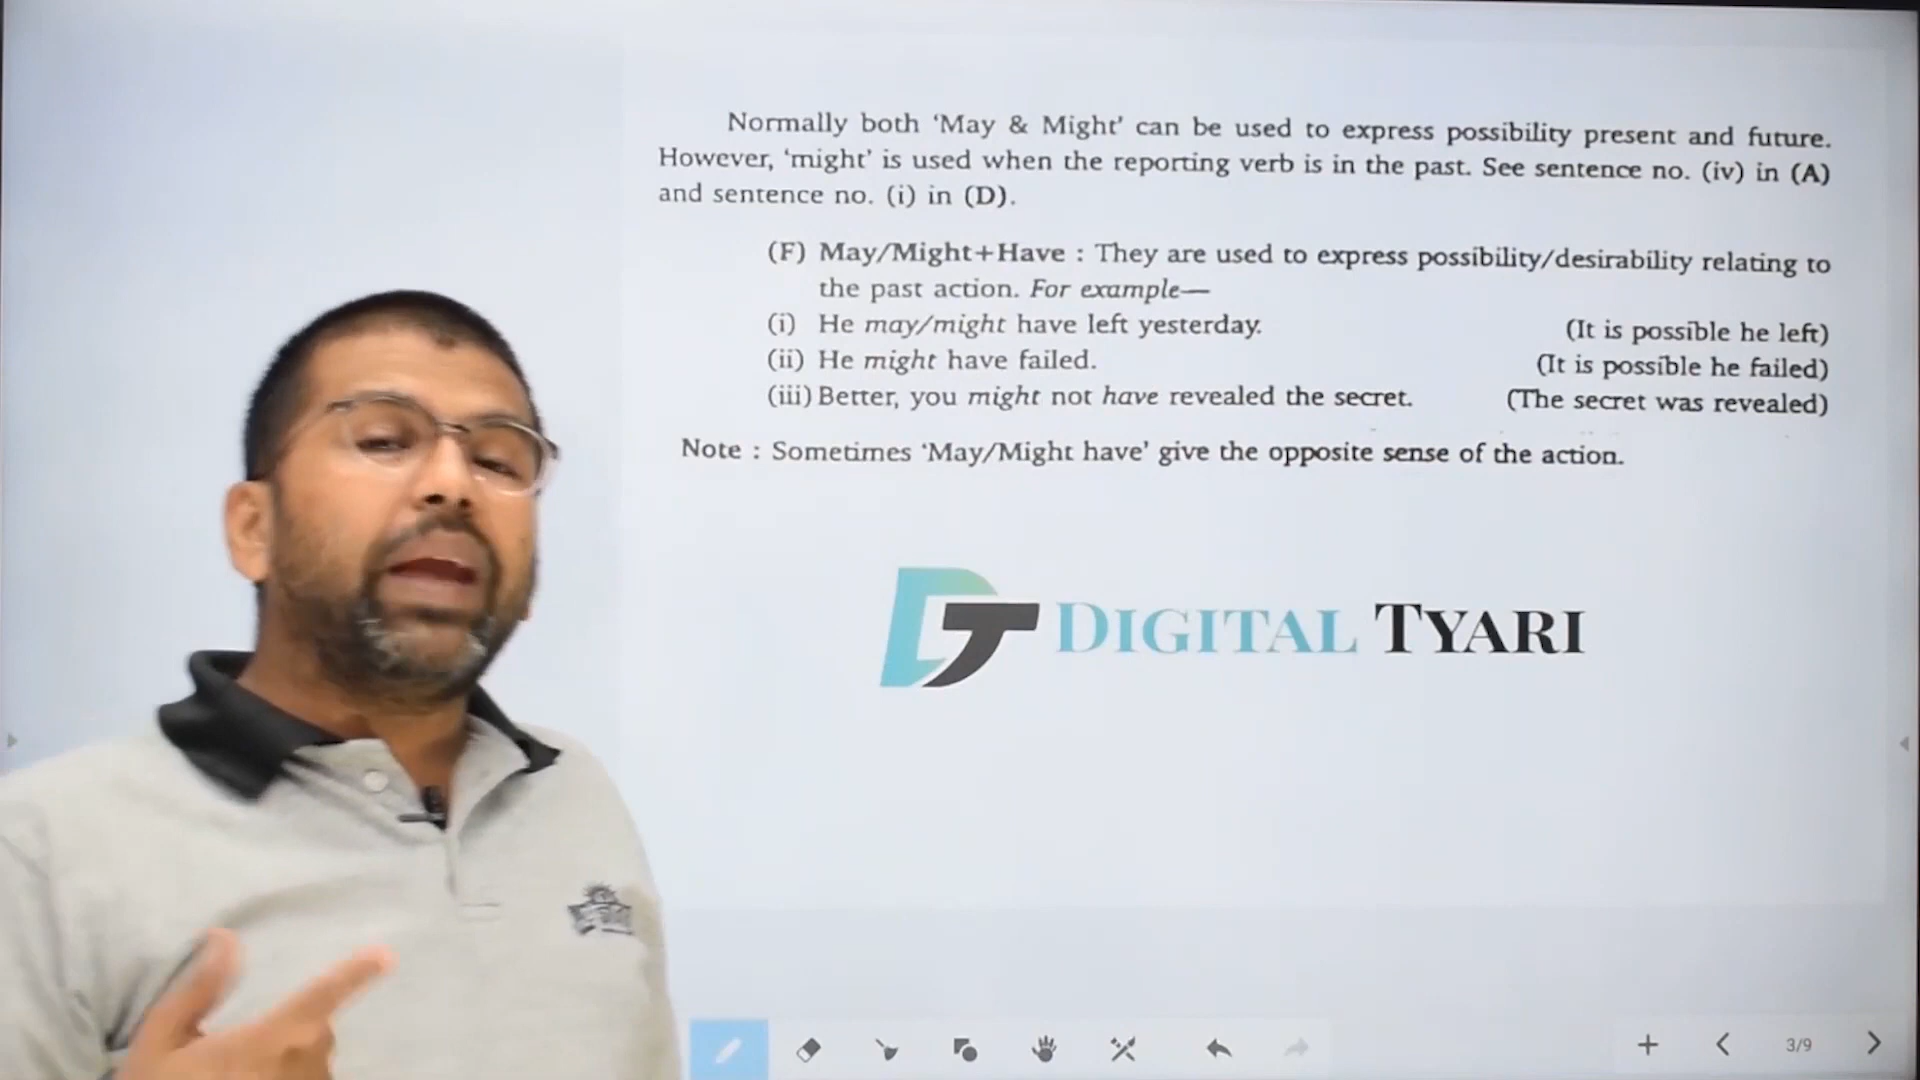 Normally both ‘May & Might’ can be used to express possibility present and future.
However, ‘might’ is used when the reporting verb is in the past. See sentence no. (iv) in (A)
and sentence no. (i) in (D).
(F) May/Might+Have : They are used to express possibility/desirability relating to
the past action. For example—
(i) He may/might have left yesterday. (It is possible he left)
(ii) He might have failed. (It is possible he failed)
(iii) Better, you might not have revealed the secret. (The secret was revealed)
Note : Sometimes ‘May/Might have’ give the opposite sense of the action.
DT DIGITAL TYARI
3/9